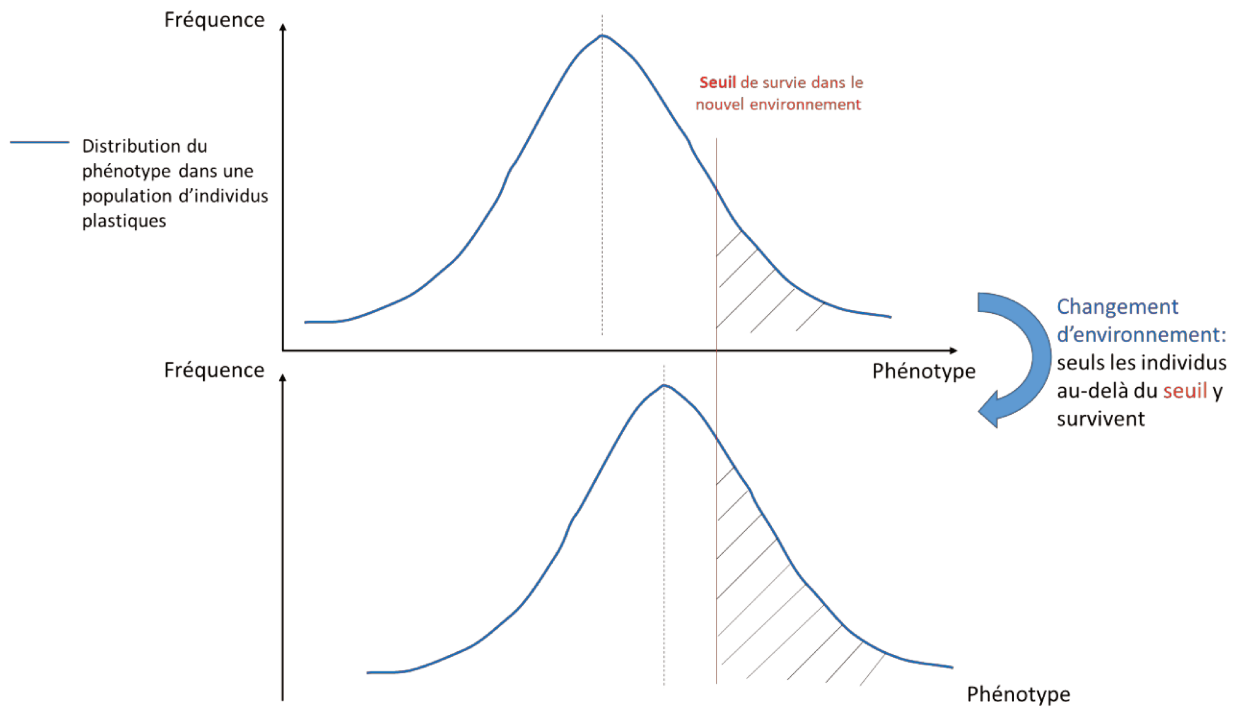 Fréquence
Seuil de survie dans le
nouvel environnement
Distribution du
phénotype dans une
population d’individus
plastiques
Phénotype
Changement
d’environnement:
seuls les individus
au-delà du seuil y
survivent
Fréquence
Phénotype